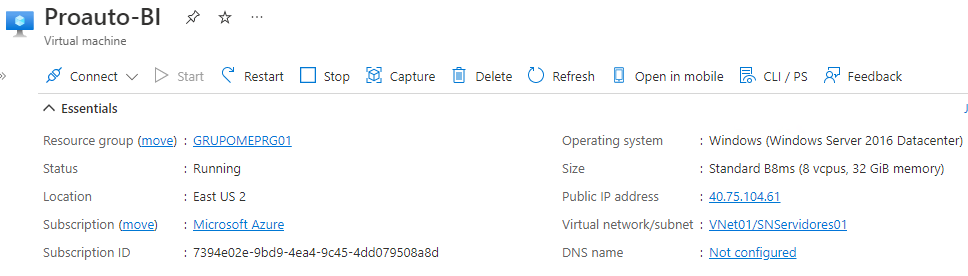 Proauto-BI
Virtual machine
Connect Start Restart Stop Capture Delete Refresh Open in mobile CLI / PS Feedback
Essentials
Resource group (move) : GRUPOMEPRG01
Status : Running
Location : East US 2
Subscription (move) : Microsoft Azure
Subscription ID : 7394e02e-9bd9-4ea4-9c45-4dd079508a8d
Operating system : Windows (Windows Server 2016 Datacenter)
Size : Standard B8ms (8 vcpus, 32 GiB memory)
Public IP address : 40.75.104.61
Virtual network/subnet : VNet01/SNServidores01
DNS name : Not configured